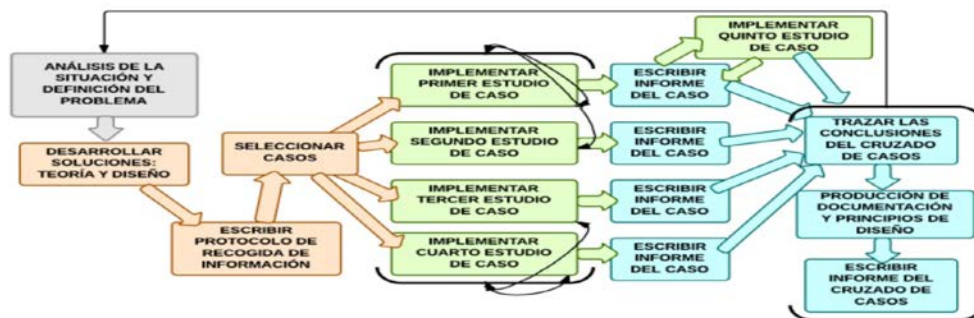 ANÁLISIS DE LA
SITUACIÓN Y
DEFINICIÓN DEL
PROBLEMA
DESARROLLAR
SOLUCIONES:
TEORÍA Y DISEÑO
ESCRIBIR
PROTOCOLO DE
RECOGIDA DE
INFORMACIÓN
SELECCIONAR
CASOS
IMPLEMENTAR
PRIMER ESTUDIO
DE CASO
IMPLEMENTAR
SEGUNDO ESTUDIO
DE CASO
IMPLEMENTAR
TERCER ESTUDIO
DE CASO
IMPLEMENTAR
CUARTO ESTUDIO
DE CASO
ESCRIBIR
INFORME
DEL CASO
ESCRIBIR
INFORME
DEL CASO
ESCRIBIR
INFORME
DEL CASO
ESCRIBIR
INFORME
DEL CASO
IMPLEMENTAR
QUINTO ESTUDIO
DE CASO
TRAZAR LAS
CONCLUSIONES
DEL CRUZADO
DE CASOS
PRODUCCIÓN DE
DOCUMENTACIÓN
Y PRINCIPIOS DE
DISEÑO
ESCRIBIR
INFORME DEL
CRUZADO DE
CASOS